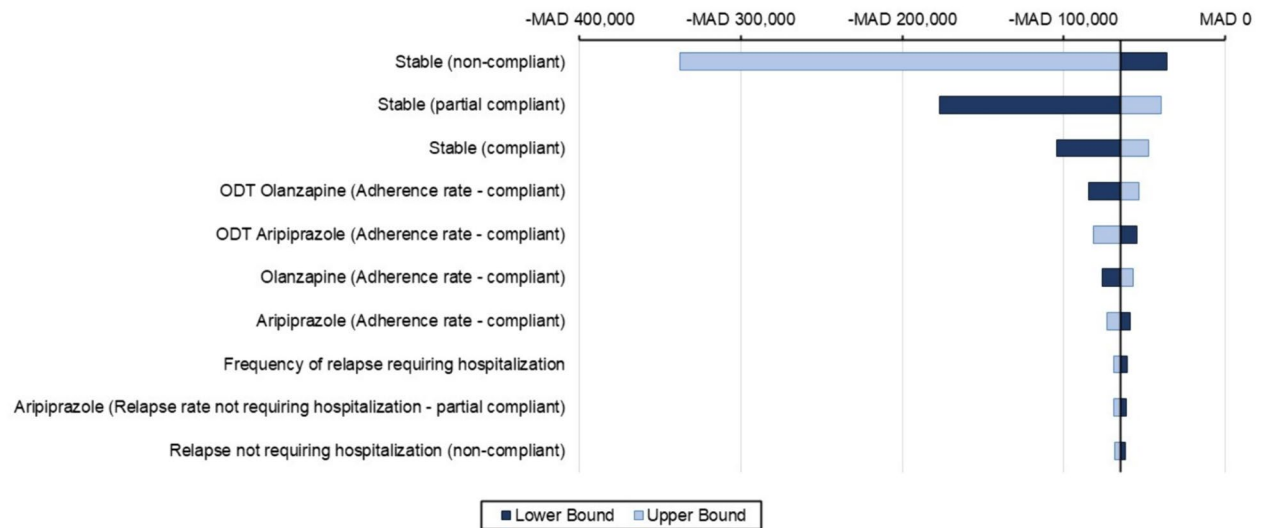 -MAD 400,000 -MAD 300,000 -MAD 200,000 -MAD 100,000 MAD 0
Stable (non-compliant)
Stable (partial compliant)
Stable (compliant)
ODT Olanzapine (Adherence rate - compliant)
ODT Aripiprazole (Adherence rate - compliant)
Olanzapine (Adherence rate - compliant)
Aripiprazole (Adherence rate - compliant)
Frequency of relapse requiring hospitalization
Aripiprazole (Relapse rate not requiring hospitalization - partial compliant)
Relapse not requiring hospitalization (non-compliant)
Lower Bound Upper Bound